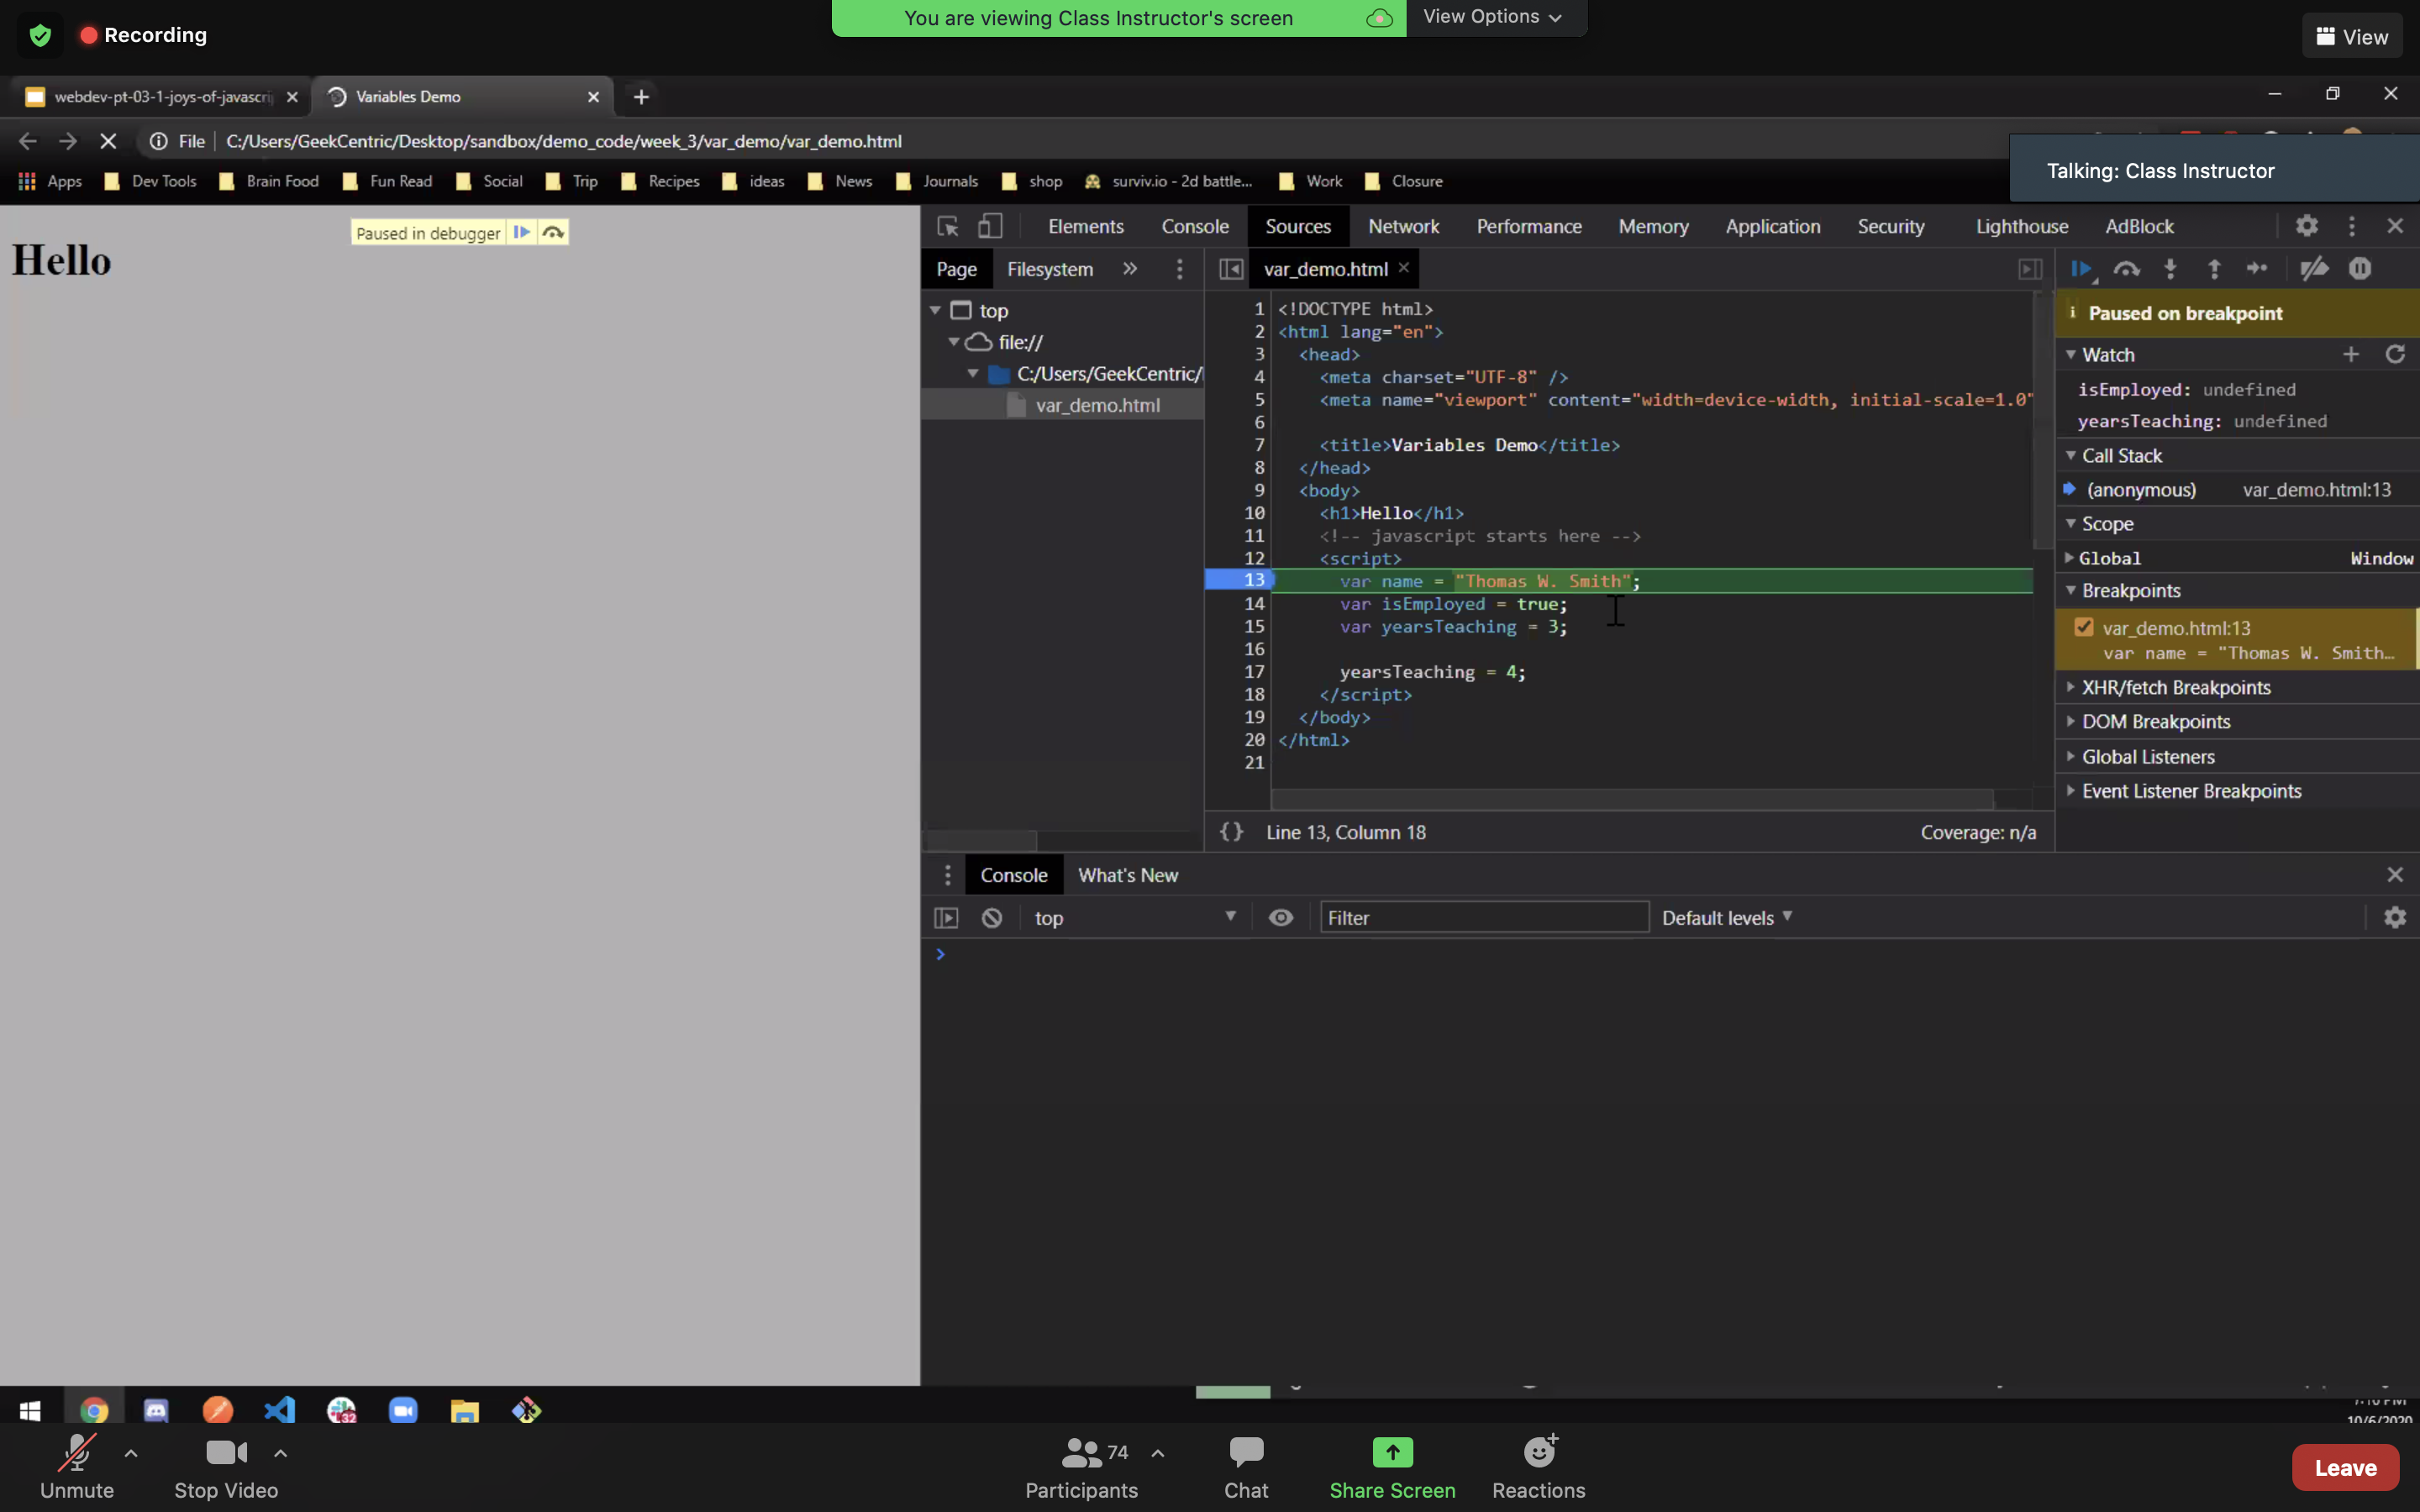 Recording
You are viewing Class Instructor's screen
View Options
View
webdev-pt-03-1-joys-of-javascri
Variables Demo
File
C:/Users/GeekCentric/Desktop/sandbox/demo_code/week_3/var_demo/var_demo.html
Talking: Class Instructor
Apps Dev Tools Brain Food Fun Read Social Trip Recipes ideas News Journals shop surviv.io - 2d battle... Work Closure
Paused in debugger
Hello
Elements Console Sources Network Performance Memory Application Security Lighthouse AdBlock
Page Filesystem »
top
file://
C:/Users/GeekCentric/
var_demo.html
var_demo.html
1 <!DOCTYPE html>
2 <html lang="en">
3 <head>
4 <meta charset="UTF-8" />
5 <meta name="viewport" content="width=device-width, initial-scale=1.0"
6
7 <title>Variables Demo</title>
8 </head>
9 <body>
10 <h1>Hello</h1>
11 <!-- javascript starts here -->
12 <script>
13 var name = "Thomas W. Smith";
14 var isEmployed = true;
15 var yearsTeaching = 3;
16
17 yearsTeaching = 4;
18 </script>
19 </body>
20 </html>
21
{} Line 13, Column 18
Coverage: n/a
Paused on breakpoint
Watch
isEmployed: undefined
yearsTeaching: undefined
Call Stack
(anonymous) var_demo.html:13
Scope
Global Window
Breakpoints
var_demo.html:13
var name = "Thomas W. Smith…
XHR/fetch Breakpoints
DOM Breakpoints
Global Listeners
Event Listener Breakpoints
Console What's New
top
Filter
Default levels
32
10/6/2020
Unmute
Stop Video
74
Participants
Chat
Share Screen
Reactions
Leave